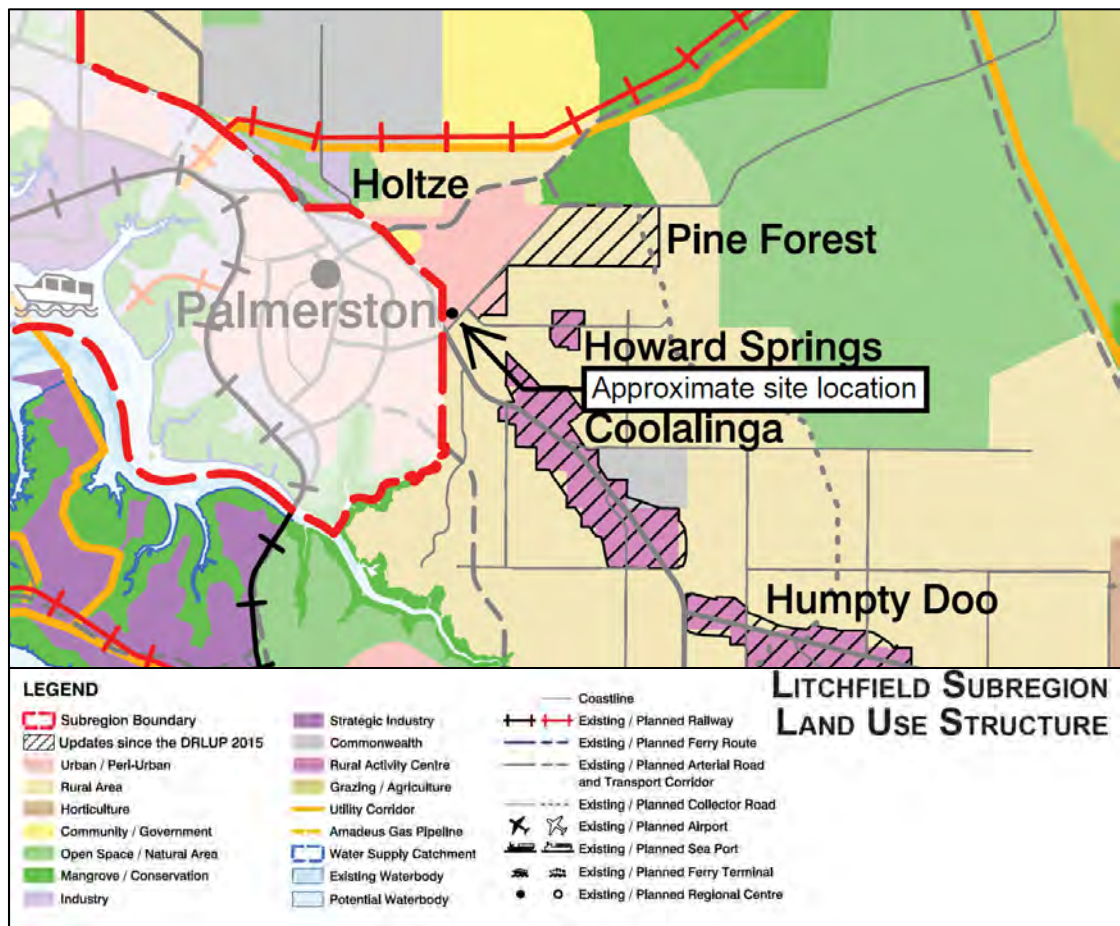 Holtze
Pine Forest
Palmerston
Howard Springs
Approximate site location
Coolalinga
Humpty Doo
LITCHFIELD SUBREGION
LAND USE STRUCTURE
LEGEND
Subregion Boundary
Updates since the DRLUP 2015
Urban / Peri-Urban
Rural Area
Horticulture
Community / Government
Open Space / Natural Area
Mangrove / Conservation
Industry
Strategic Industry
Commonwealth
Rural Activity Centre
Grazing / Agriculture
Utility Corridor
Amadeus Gas Pipeline
Water Supply Catchment
Existing Waterbody
Potential Waterbody
Coastline
Existing / Planned Railway
Existing / Planned Ferry Route
Existing / Planned Arterial Road
and Transport Corridor
Existing / Planned Collector Road
Existing / Planned Airport
Existing / Planned Sea Port
Existing / Planned Ferry Terminal
Existing / Planned Regional Centre